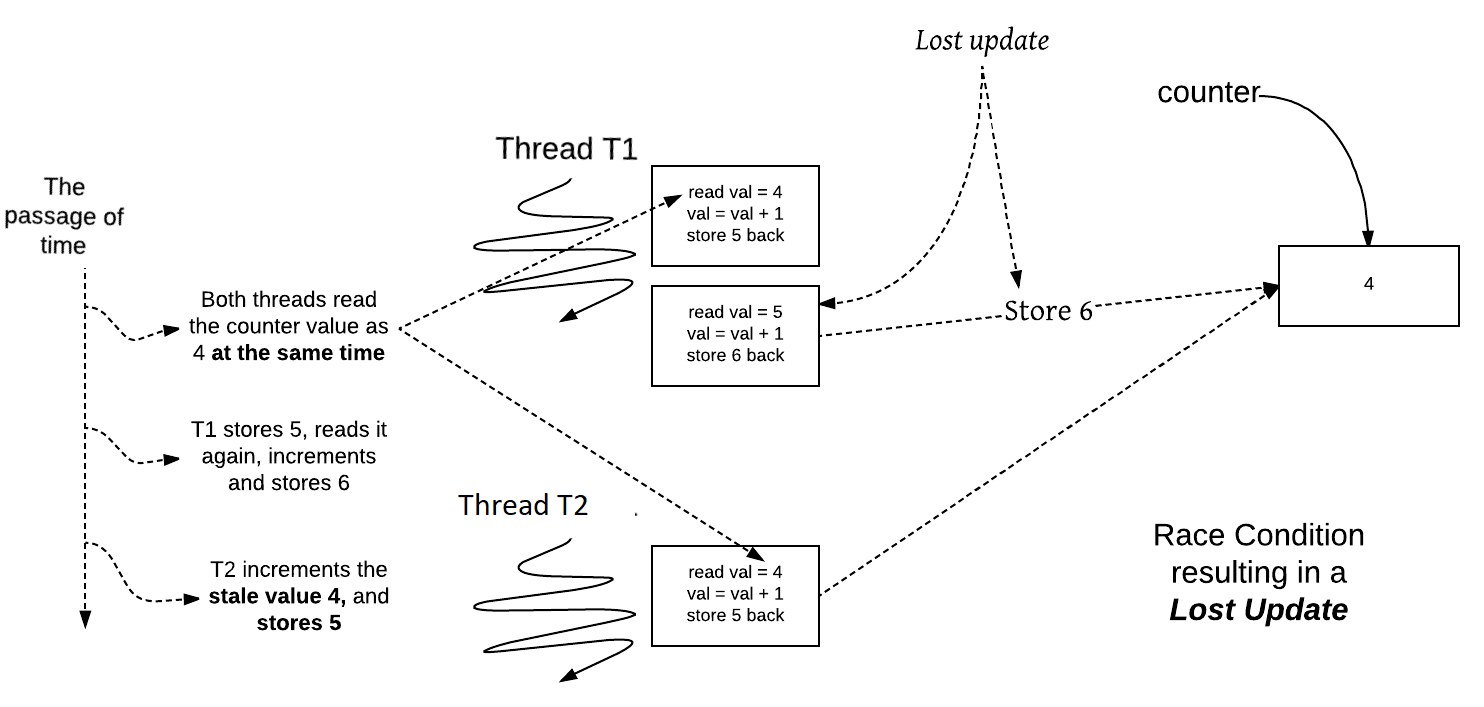 Lost update
counter
Thread T1
The
passage of
time
read val = 4
val = val + 1
store 5 back
4
Both threads read
the counter value as
4 at the same time
read val = 5
val = val + 1
store 6 back
Store 6
T1 stores 5, reads it
again, increments
and stores 6
Thread T2
T2 increments the
stale value 4, and
stores 5
read val = 4
val = val + 1
store 5 back
Race Condition
resulting in a
Lost Update